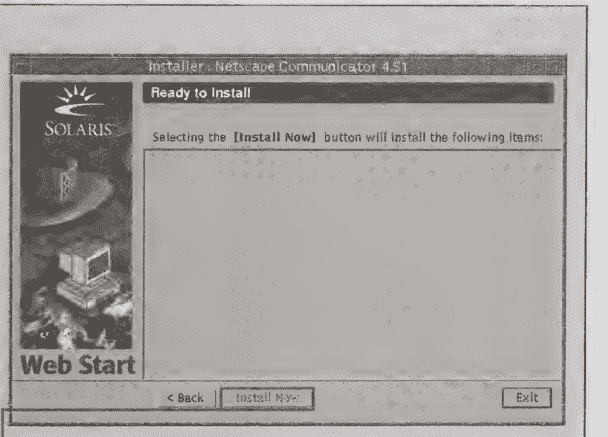 Installer : Netscape Communicator 4.51
Ready to Install
SOLARIS
Selecting the [Install Now] button will install the following items:
Web Start
< Back
Install Now
Exit